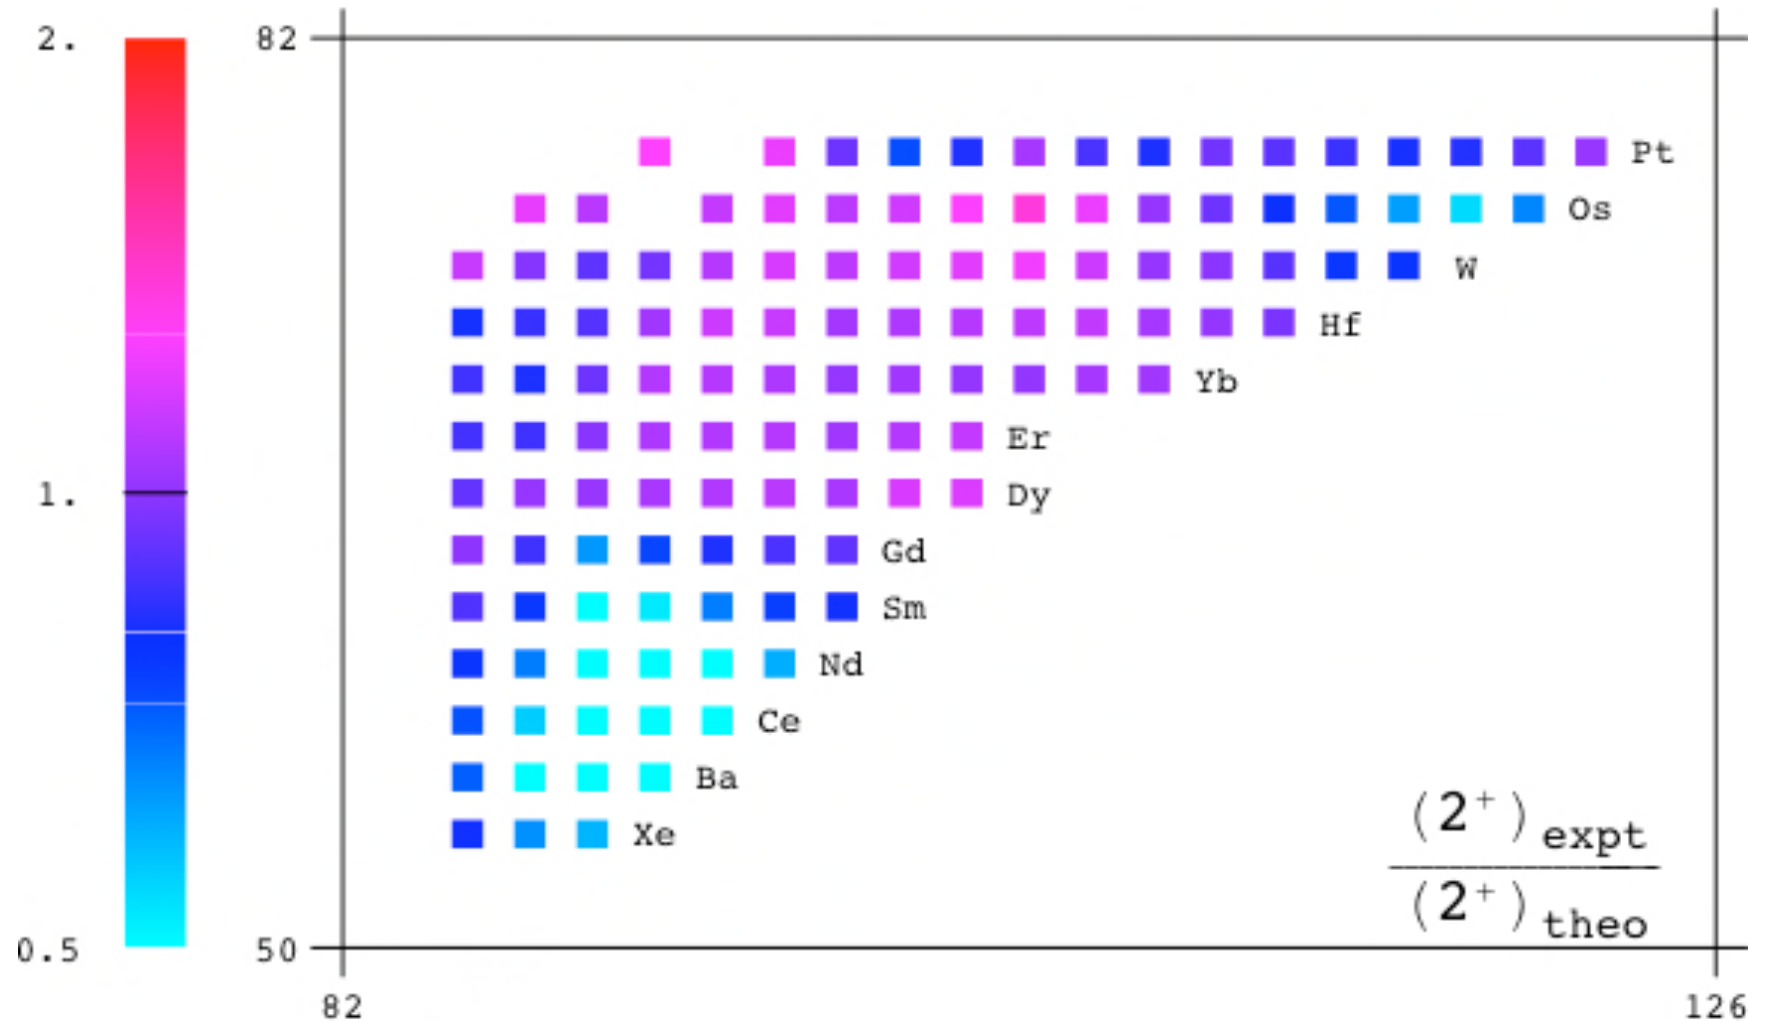 2.
82
Pt
Os
W
Hf
Yb
Er
1.
Dy
Gd
Sm
Nd
Ce
Ba
Xe
(2⁺) expt
(2⁺) theo
0.5
50
82
126